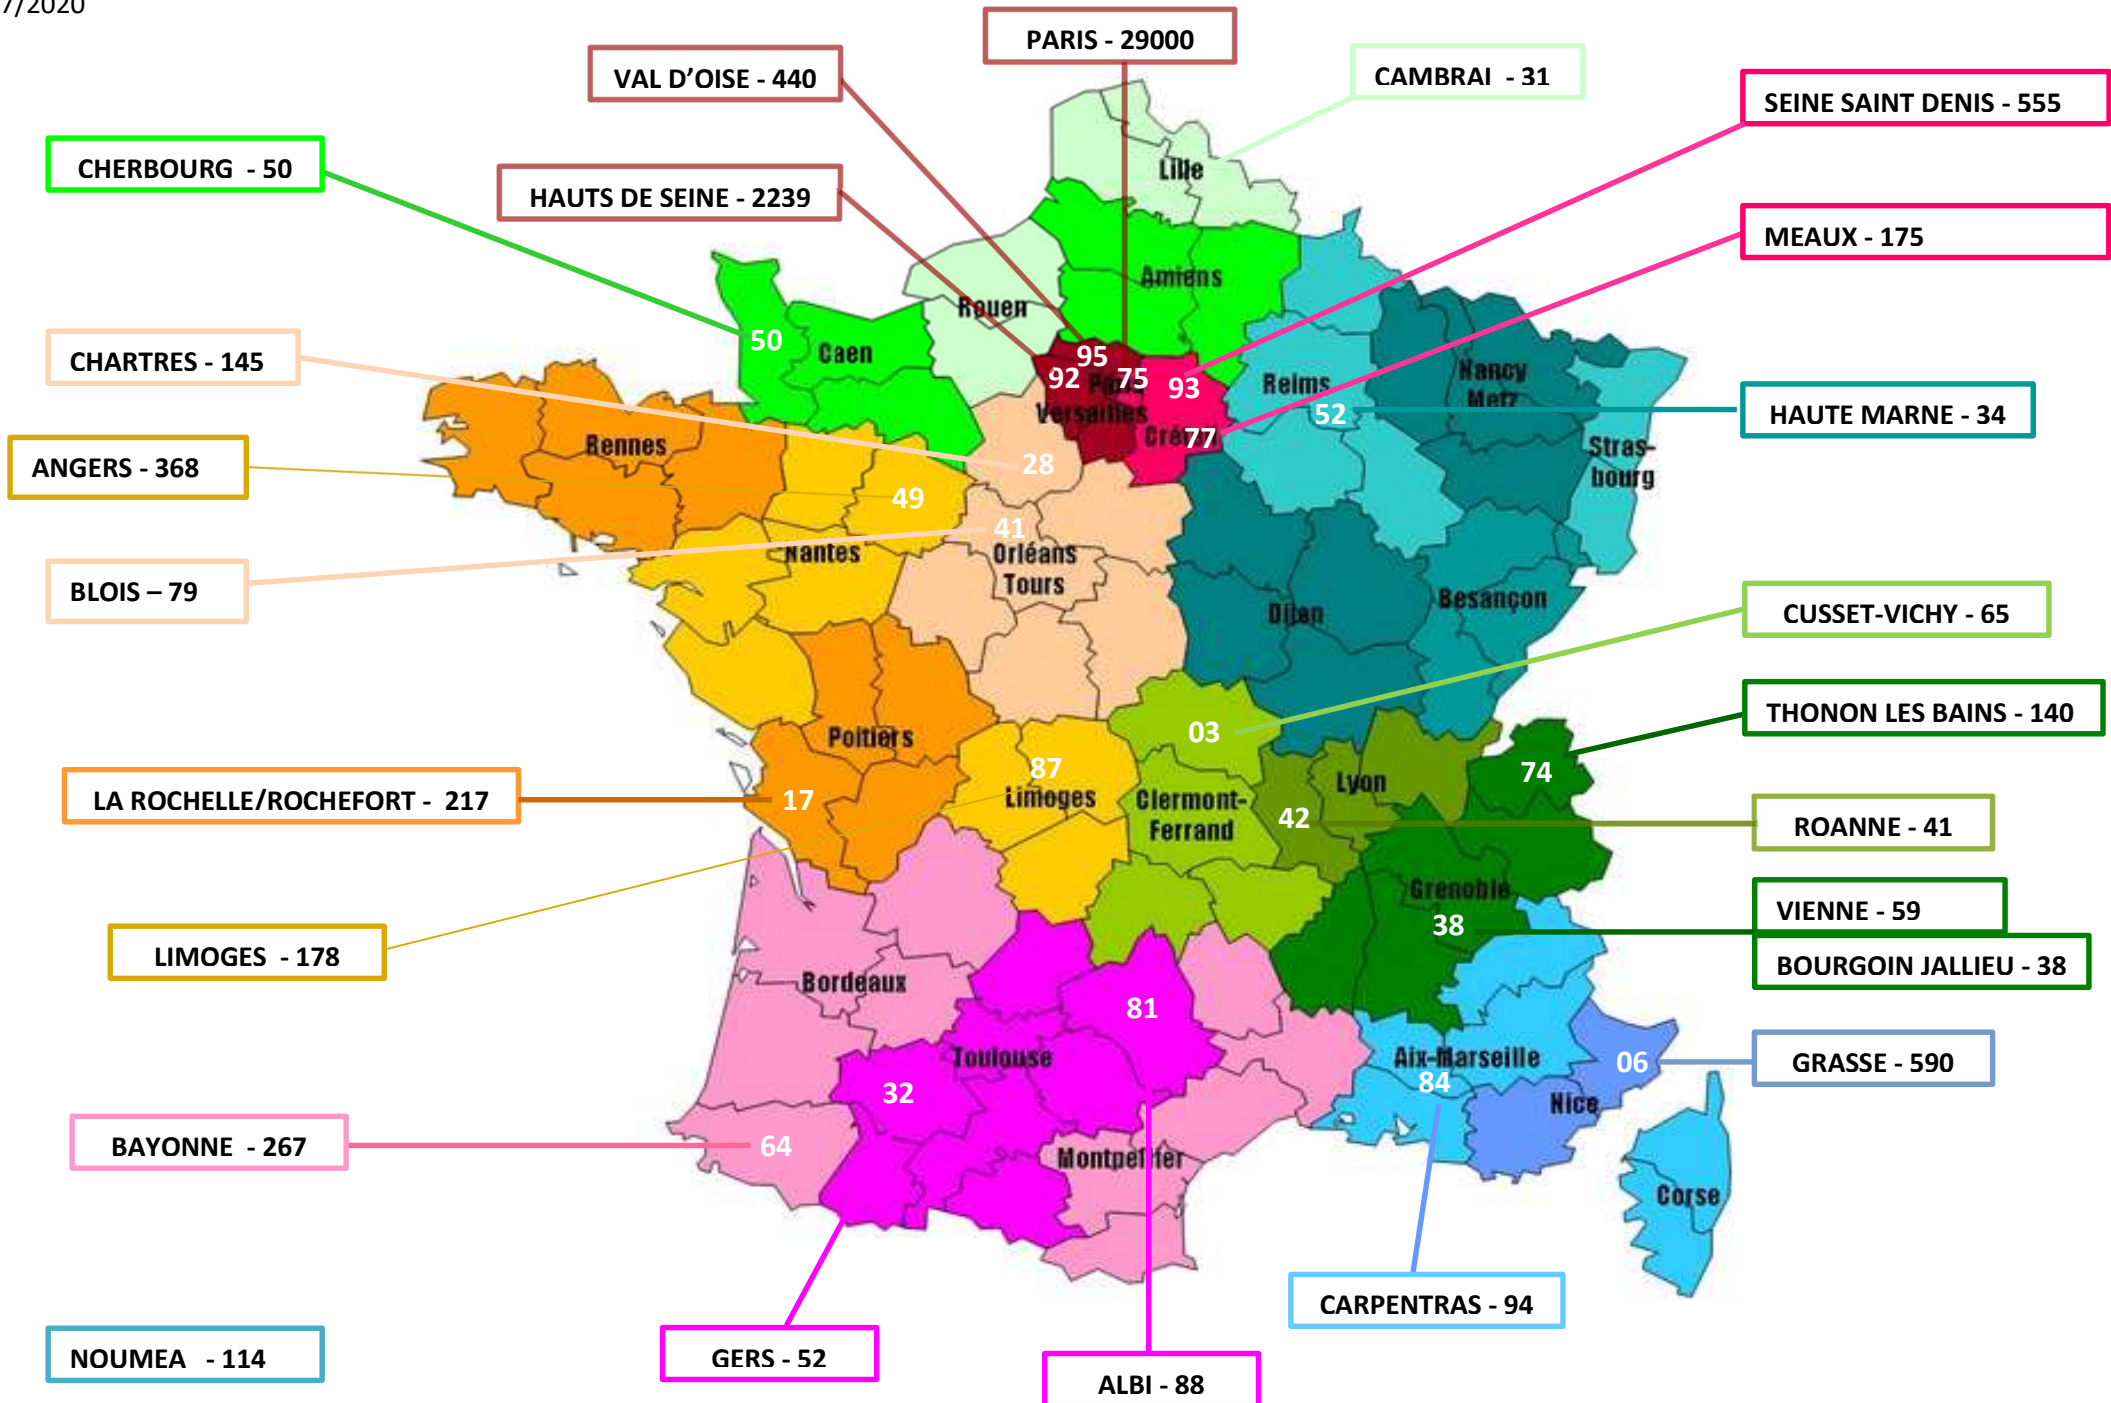 7/2020
PARIS - 29000
VAL D’OISE - 440
CAMBRAI - 31
SEINE SAINT DENIS - 555
CHERBOURG - 50
HAUTS DE SEINE - 2239
MEAUX - 175
CHARTRES - 145
HAUTE MARNE - 34
ANGERS - 368
BLOIS – 79
CUSSET-VICHY - 65
THONON LES BAINS - 140
LA ROCHELLE/ROCHEFORT - 217
ROANNE - 41
LIMOGES - 178
VIENNE - 59
BOURGOIN JALLIEU - 38
GRASSE - 590
BAYONNE - 267
CARPENTRAS - 94
NOUMEA - 114
GERS - 52
ALBI - 88
Lille
Amiens
Rouen
50
Caen
95
92
75
93
Paris
Versailles
Reims
52
Nancy
Metz
77
Stras-
bourg
Rennes
28
49
41
Nantes
Orléans
Tours
Dijon
Besançon
03
Poitiers
87
Limoges
17
Clermont-
Ferrand
42
Lyon
74
Grenoble
38
Bordeaux
81
Toulouse
32
Aix-Marseille
84
06
Nice
64
Montpellier
Corse